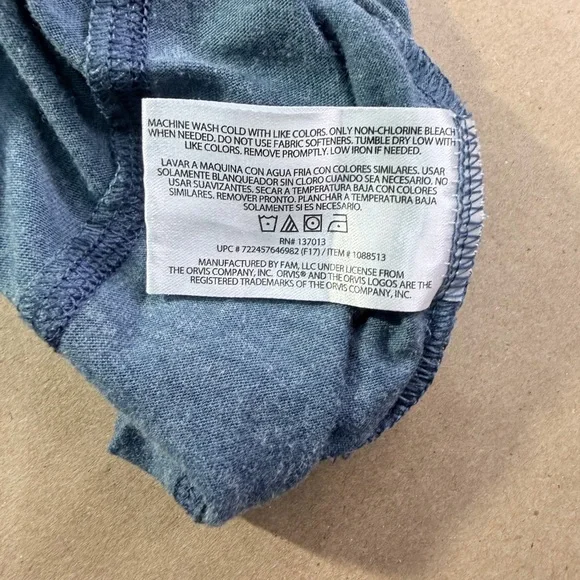 MACHINE WASH COLD WITH LIKE COLORS. ONLY NON-CHLORINE BLEACH
WHEN NEEDED. DO NOT USE FABRIC SOFTENERS. TUMBLE DRY LOW WITH
LIKE COLORS. REMOVE PROMPTLY. LOW IRON IF NEEDED.
LAVAR A MAQUINA CON AGUA FRIA CON COLORES SIMILARES. USAR
SOLAMENTE BLANQUEADOR SIN CLORO CUANDO SEA NECESARIO. NO
USAR SUAVIZANTES. SECAR A TEMPERATURA BAJA CON COLORES
SIMILARES. REMOVER PRONTO. PLANCHAR A TEMPERATURA BAJA
SOLAMENTE SI ES NECESARIO.
RN# 137013
UPC # 722457646982 (F17) / ITEM # 1088513
MANUFACTURED BY FAM, LLC UNDER LICENSE FROM
THE ORVIS COMPANY, INC. ORVIS® AND THE ORVIS LOGOS ARE THE
REGISTERED TRADEMARKS OF THE ORVIS COMPANY, INC.